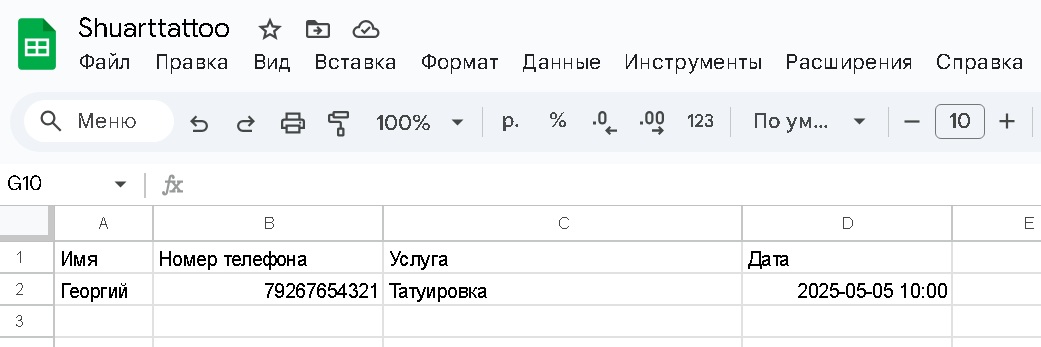 Shuarttattoo
Файл Правка Вид Вставка Формат Данные Инструменты Расширения Справка
Меню 100% р. % .0 .00 123 По ум... 10
G10 fx
A B C D E
1 Имя Номер телефона Услуга Дата
2 Георгий 79267654321 Татуировка 2025-05-05 10:00
3